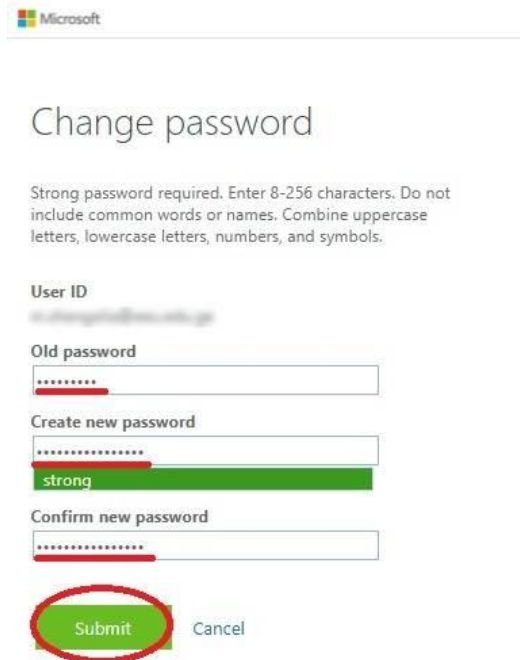 Microsoft
Change password
Strong password required. Enter 8-256 characters. Do not
include common words or names. Combine uppercase
letters, lowercase letters, numbers, and symbols.
User ID
Old password
•••••••••
Create new password
••••••••••••••••
strong
Confirm new password
••••••••••••••••
Submit Cancel